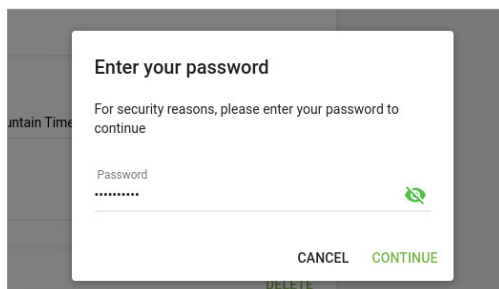 Enter your password
For security reasons, please enter your password to
continue
untain Time
Password
••••••••••
CANCEL
CONTINUE
DELETE